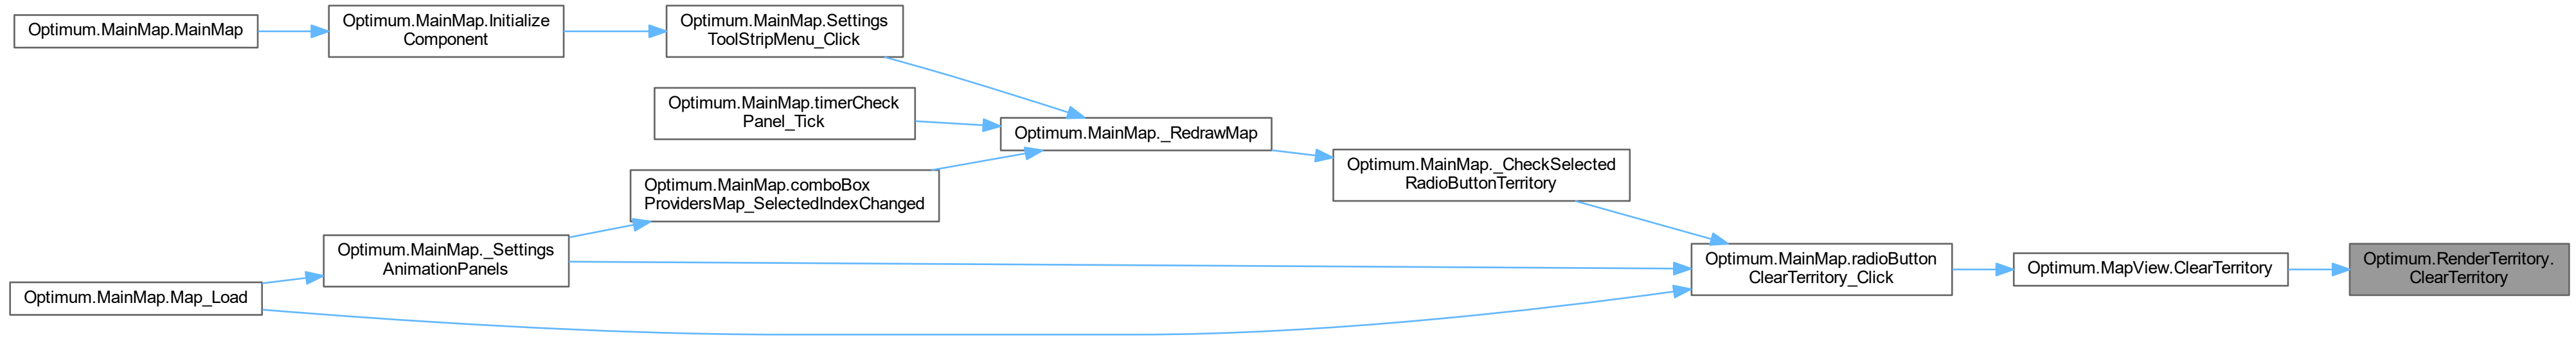 Optimum.MainMap.MainMap
Optimum.MainMap.Initialize
Component
Optimum.MainMap.Settings
ToolStripMenu_Click
Optimum.MainMap.timerCheck
Panel_Tick
Optimum.MainMap._RedrawMap
Optimum.MainMap.comboBox
ProvidersMap_SelectedIndexChanged
Optimum.MainMap._CheckSelected
RadioButtonTerritory
Optimum.MainMap._Settings
AnimationPanels
Optimum.MainMap.Map_Load
Optimum.MainMap.radioButton
ClearTerritory_Click
Optimum.MapView.ClearTerritory
Optimum.RenderTerritory.
ClearTerritory